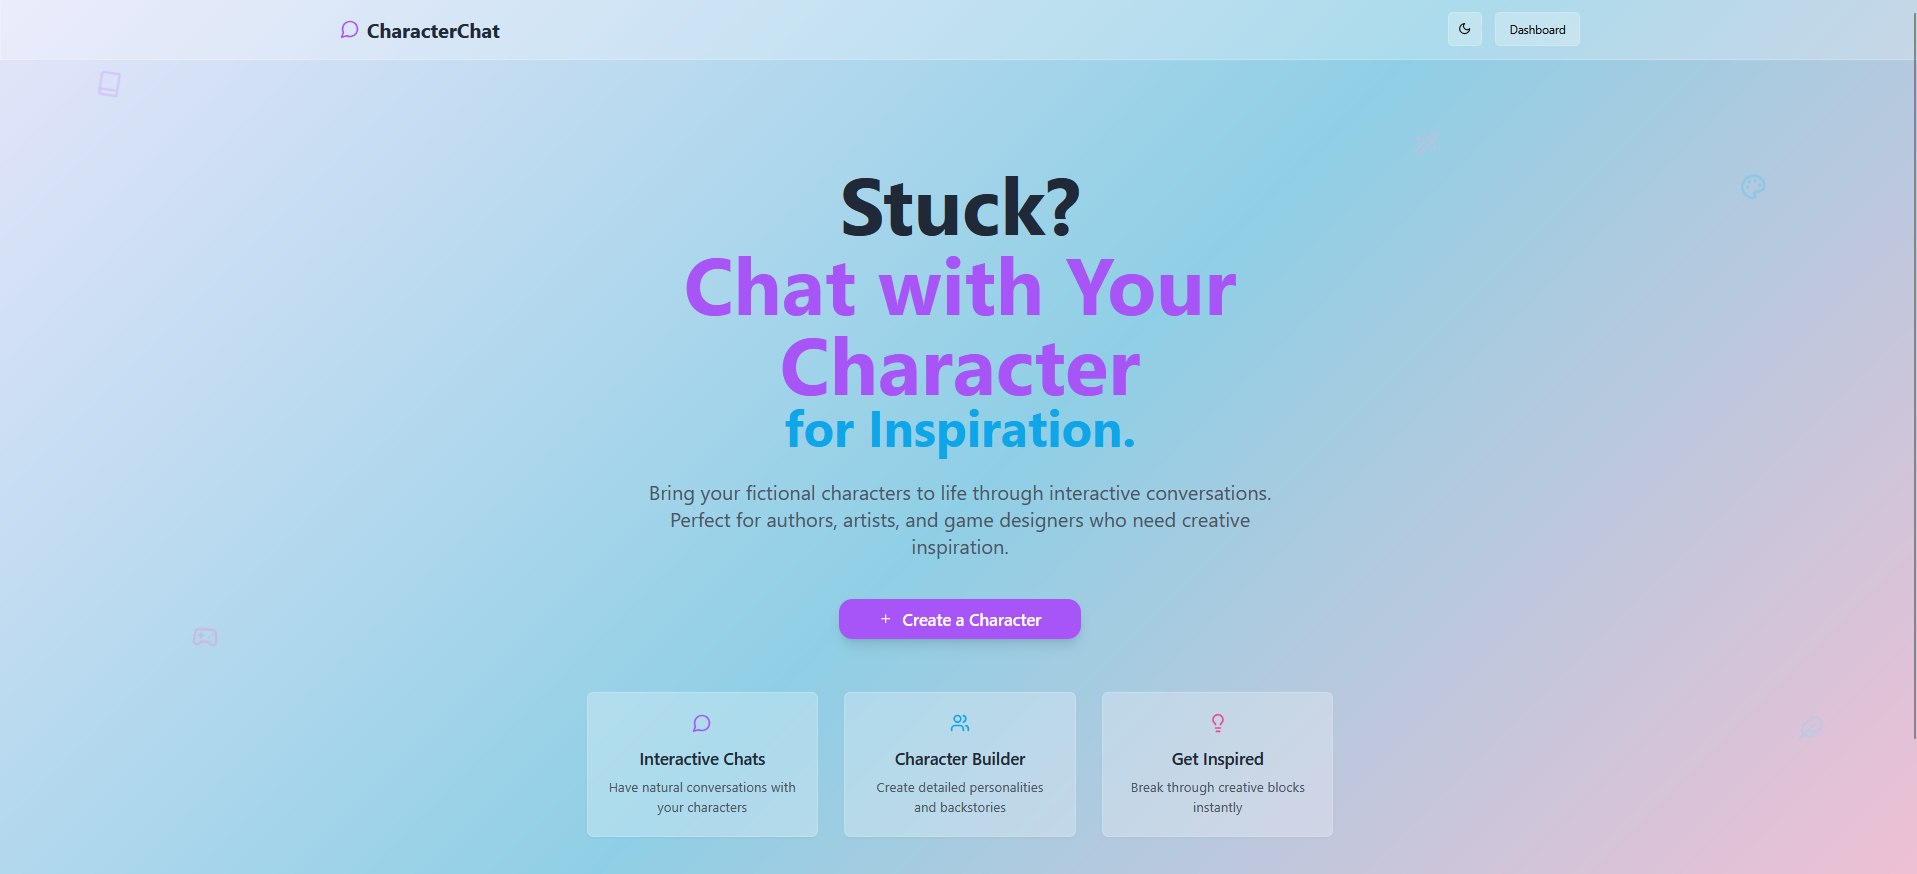 CharacterChat
Dashboard
Stuck?
Chat with Your
Character
for Inspiration.
Bring your fictional characters to life through interactive conversations.
Perfect for authors, artists, and game designers who need creative
inspiration.
+ Create a Character
Interactive Chats
Have natural conversations with
your characters
Character Builder
Create detailed personalities
and backstories
Get Inspired
Break through creative blocks
instantly